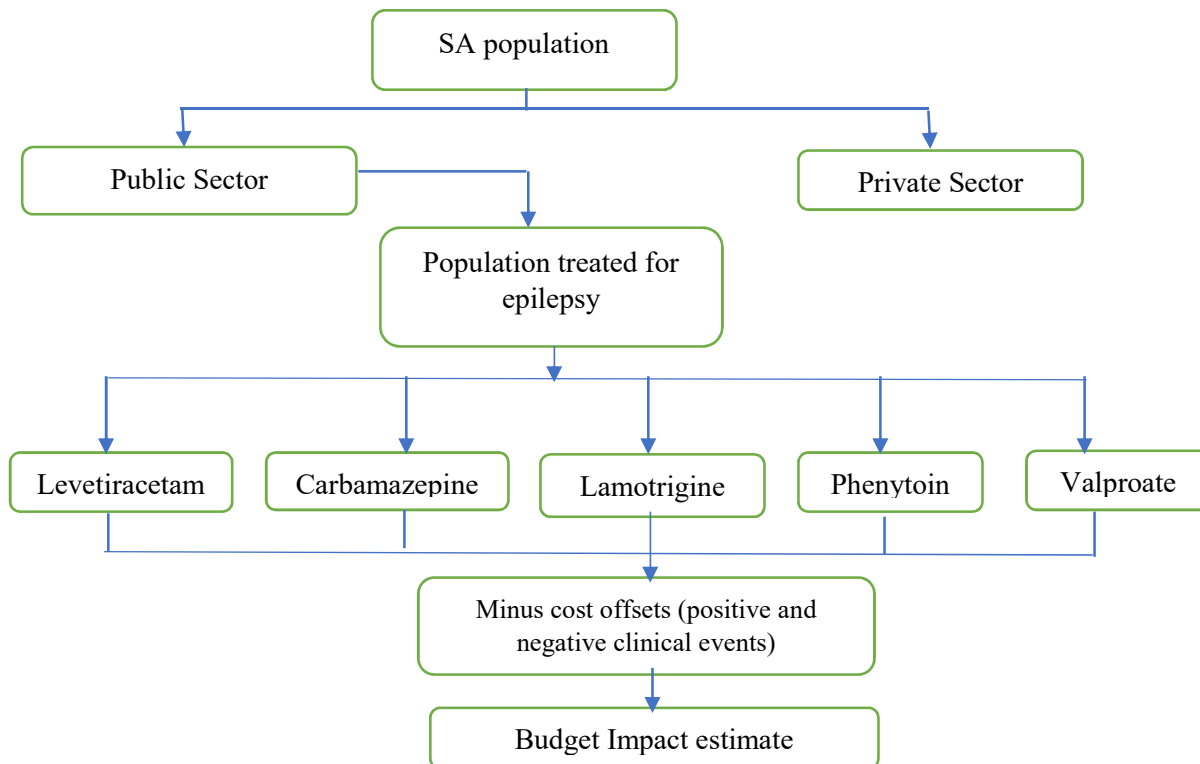 SA population
Public Sector
Private Sector
Population treated for
epilepsy
Levetiracetam
Carbamazepine
Lamotrigine
Phenytoin
Valproate
Minus cost offsets (positive and
negative clinical events)
Budget Impact estimate